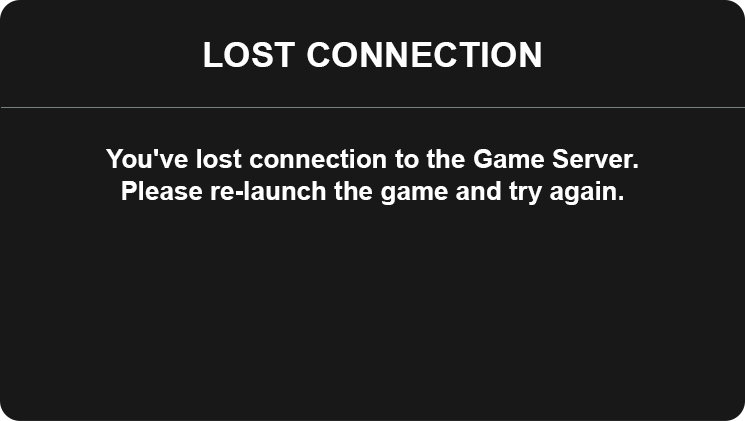 LOST CONNECTION
You've lost connection to the Game Server.
Please re-launch the game and try again.